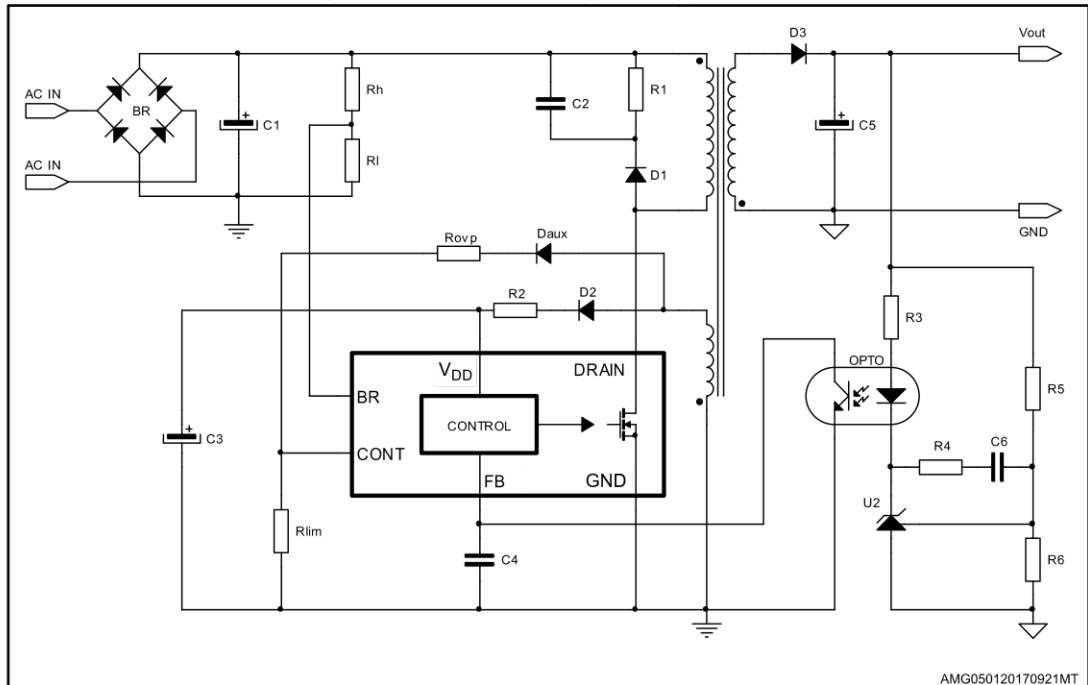 D3
Vout
AC IN
BR
C1
Rh
C2
R1
C5
AC IN
Rl
D1
GND
Rovp
Daux
R2
D2
R3
OPTO
VDD
DRAIN
BR
R5
C3
CONTROL
CONT
R4
C6
FB
GND
U2
Rlim
C4
R6
AMG050120170921MT